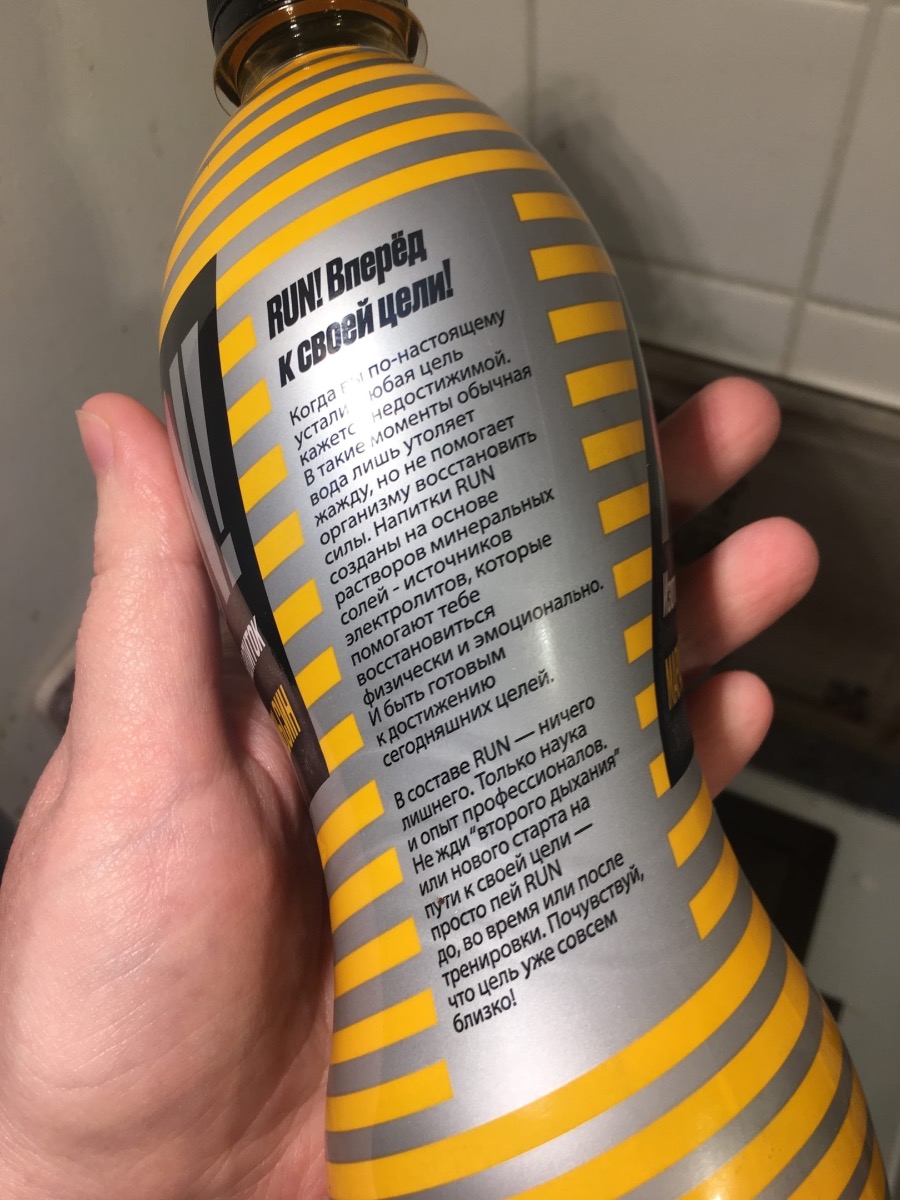 RUN! Вперёд
к своей цели!
Когда по-настоящему
устали цель
недостижимой.
В такие моменты обычная
вода лишь утоляет
жажду, но не помогает
организму восстановить
силы. Напитки RUN
созданы на основе
растворов минеральных
солей - источников
электролитов, которые
помогают тебе
восстановиться
физически и эмоционально.
И быть готовым
к достижению
сегодняшних целей.
В составе RUN — ничего
лишнего. Только наука
и опыт профессионалов.
Не жди "второго дыхания"
или нового старта на
пути к своей цели —
просто пей RUN
до, во время или после
тренировки. Почувствуй,
что цель уже совсем
близко!